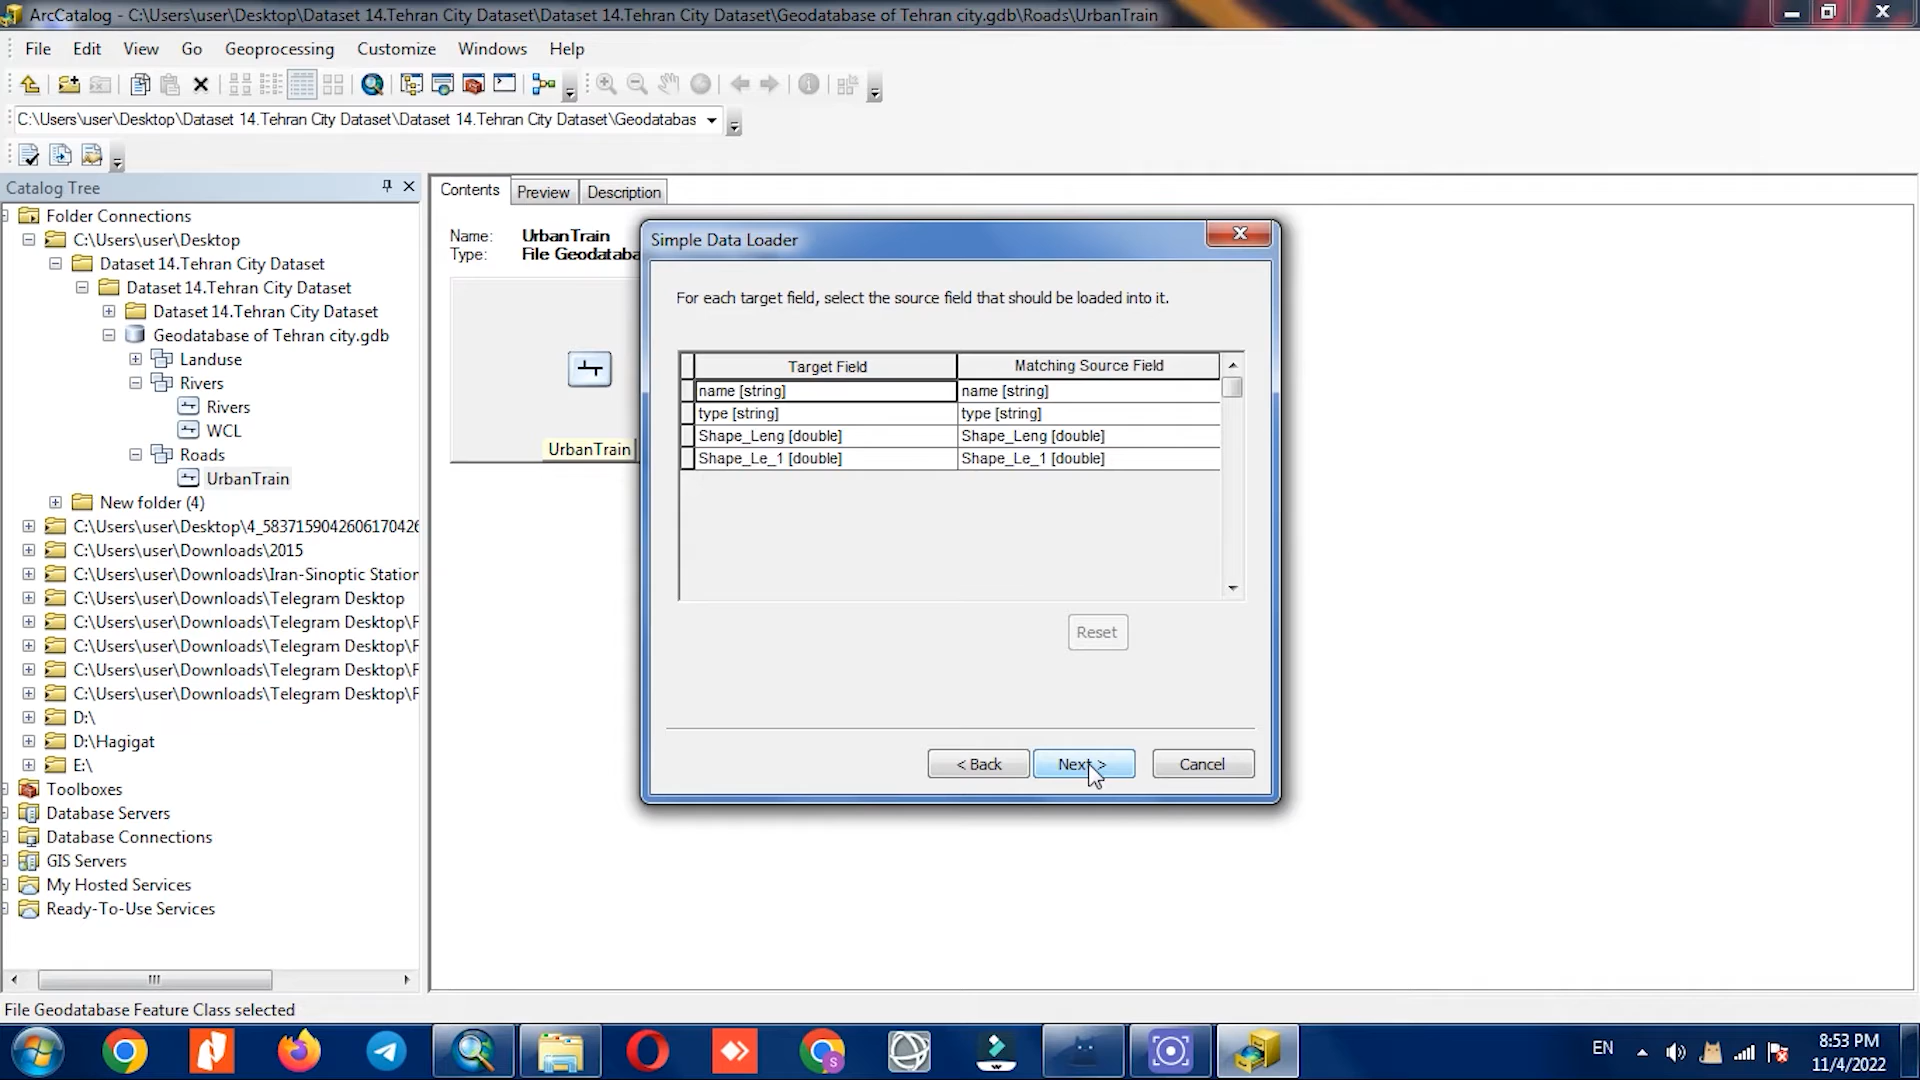 ArcCatalog - C:\Users\user\Desktop\Dataset 14.Tehran City Dataset\Dataset 14.Tehran City Dataset\Geodatabase of Tehran city.gdb\Roads\UrbanTrain
File Edit View Go Geoprocessing Customize Windows Help
C:\Users\user\Desktop\Dataset 14.Tehran City Dataset\Dataset 14.Tehran City Dataset\Geodatabas
Catalog Tree
Folder Connections
C:\Users\user\Desktop
Dataset 14.Tehran City Dataset
Dataset 14.Tehran City Dataset
Dataset 14.Tehran City Dataset
Geodatabase of Tehran city.gdb
Landuse
Rivers
Rivers
WCL
Roads
UrbanTrain
New folder (4)
C:\Users\user\Desktop\4_5837159042606170426
C:\Users\user\Downloads\2015
C:\Users\user\Downloads\Iran-Sinoptic Station
C:\Users\user\Downloads\Telegram Desktop
C:\Users\user\Downloads\Telegram Desktop\F
C:\Users\user\Downloads\Telegram Desktop\F
C:\Users\user\Downloads\Telegram Desktop\F
C:\Users\user\Downloads\Telegram Desktop\F
D:\
D:\Hagigat
E:\
Toolboxes
Database Servers
Database Connections
GIS Servers
My Hosted Services
Ready-To-Use Services
Contents Preview Description
Name: UrbanTrain
Type: File Geodataba
UrbanTrain
Simple Data Loader
For each target field, select the source field that should be loaded into it.
Target Field Matching Source Field
name [string] name [string]
type [string] type [string]
Shape_Leng [double] Shape_Leng [double]
Shape_Le_1 [double] Shape_Le_1 [double]
Reset
< Back Next > Cancel
File Geodatabase Feature Class selected
EN
8:53 PM
11/4/2022